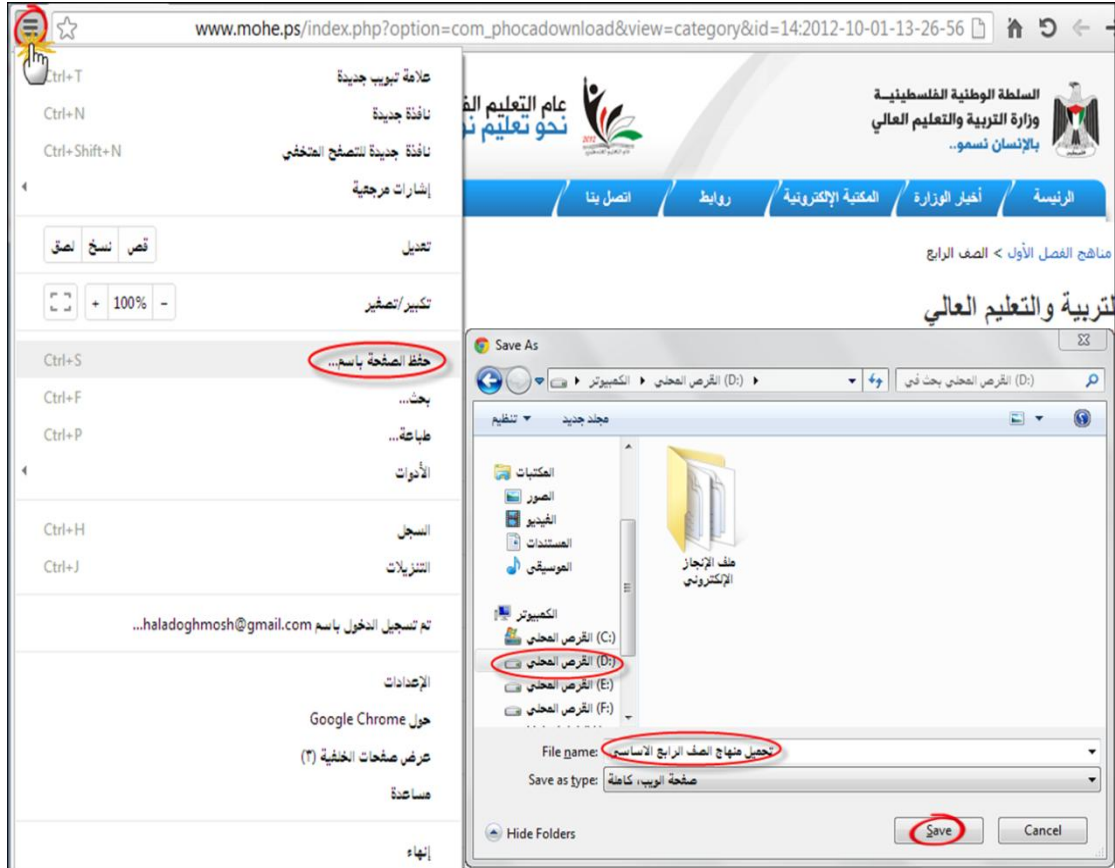 www.mohe.ps/index.php?option=com_phocadownload&view=category&id=14:2012-10-01-13-26-56
علامة تبويب جديدة Ctrl+T
نافذة جديدة Ctrl+N
نافذة جديدة للتصفح المتخفي Ctrl+Shift+N
إشارات مرجعية
تعديل قص نسخ لصق
تكبير/تصغير - 100% +
حفظ الصفحة باسم... Ctrl+S
بحث... Ctrl+F
طباعة... Ctrl+P
الأدوات
السجل Ctrl+H
التنزيلات Ctrl+J
تم تسجيل الدخول باسم haladoghmosh@gmail.com...
الإعدادات
حول Google Chrome
عرض صفحات الخلفية (٣)
مساعدة
إنهاء
السلطة الوطنية الفلسطينيـة
وزارة التربية والتعليم العالي
بالإنسان نسمو..
عام التعليم
نحو تعليم
2012
الرئيسة أخبار الوزارة المكتبة الإلكترونية روابط اتصل بنا
مناهج الفصل الأول > الصف الرابع
لتربية والتعليم العالي
Save As
الكمبيوتر القرص المحلي (D:)
بحث في القرص المحلي (D:)
تنظيم مجلد جديد
المكتبات
الصور
الفيديو
المستندات
الموسيقى
الكمبيوتر
القرص المحلي (C:)
القرص المحلي (D:)
القرص المحلي (E:)
القرص المحلي (F:)
ملف الإنجاز
الإلكتروني
File name: تحميل منهاج الصف الرابع الاساسي
Save as type: صفحة الويب، كاملة
Hide Folders Save Cancel